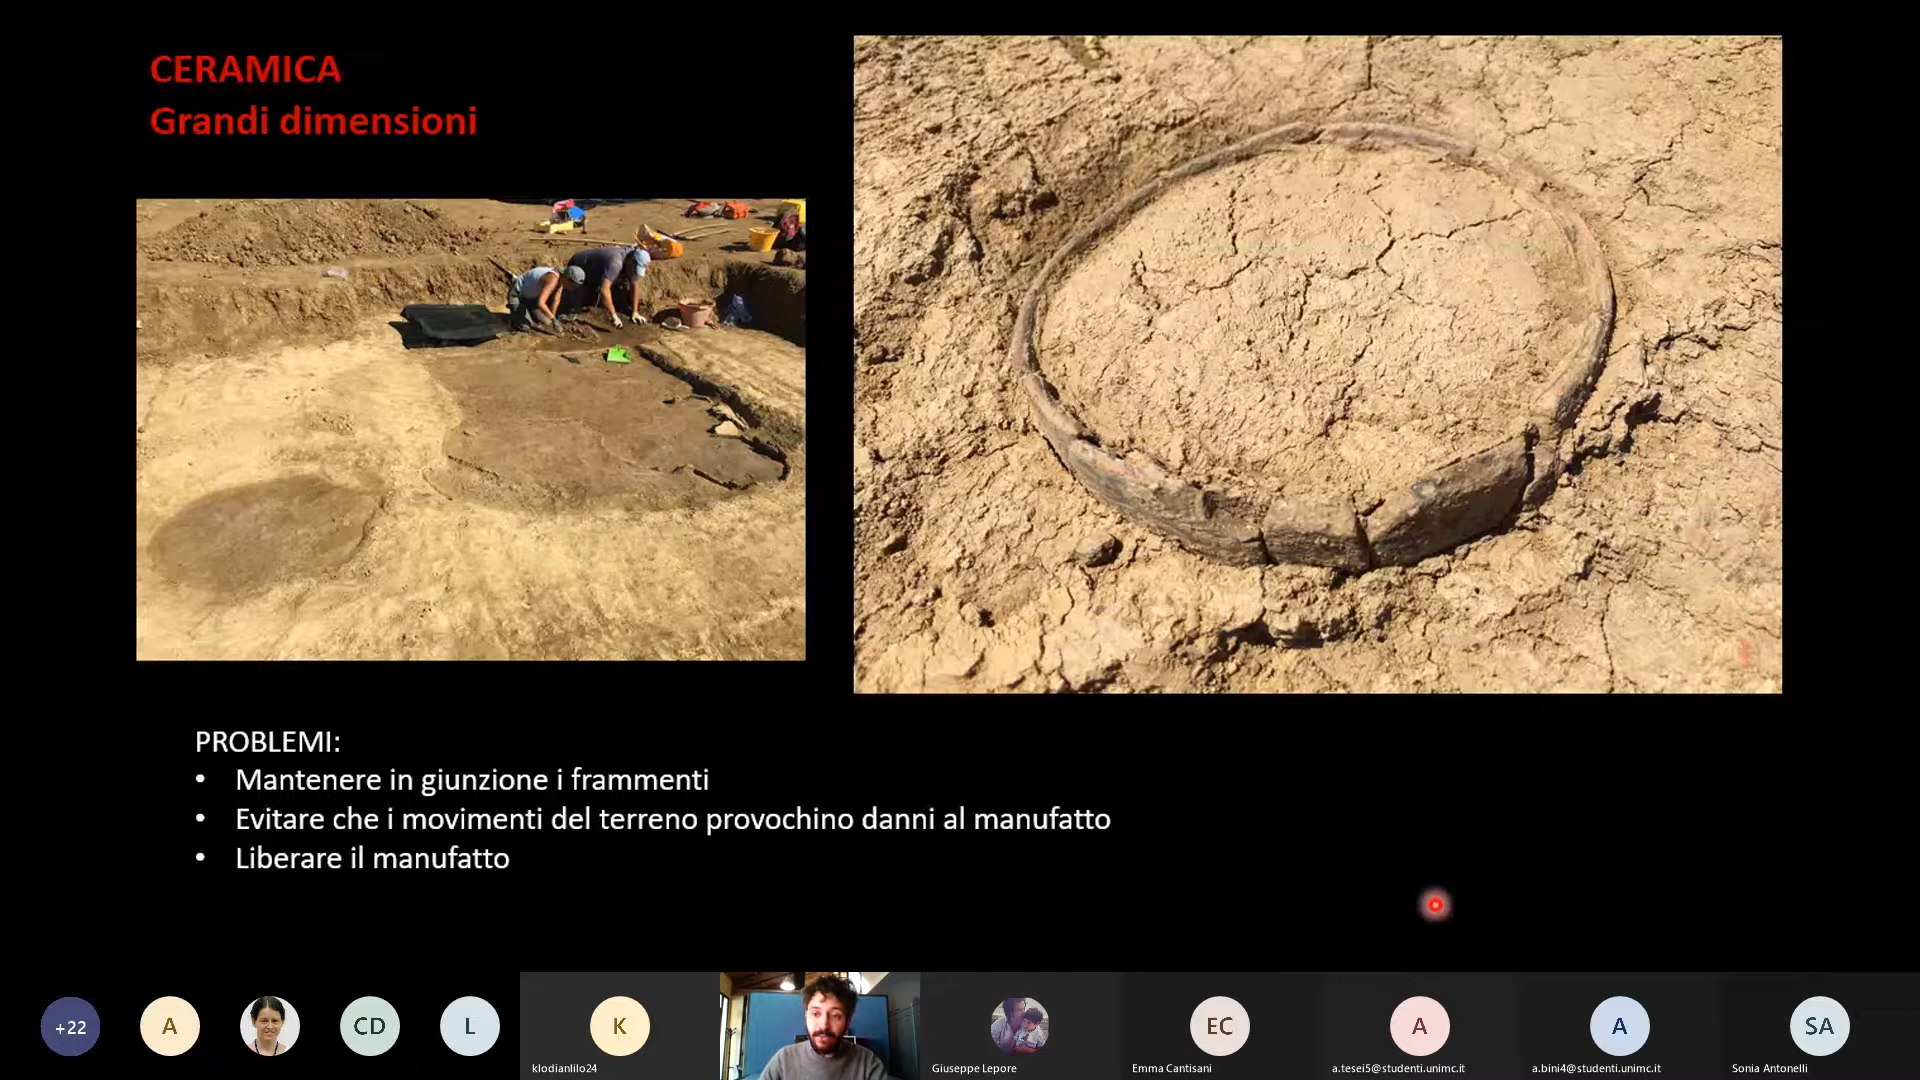 CERAMICA
Grandi dimensioni
PROBLEMI:
• Mantenere in giunzione i frammenti
• Evitare che i movimenti del terreno provochino danni al manufatto
• Liberare il manufatto
+22
A
CD
L
K
EC
A
A
SA
klodianlilo24
Giuseppe Lepore
Emma Cantisani
a.tesei5@studenti.unimc.it
a.bini4@studenti.unimc.it
Sonia Antonelli